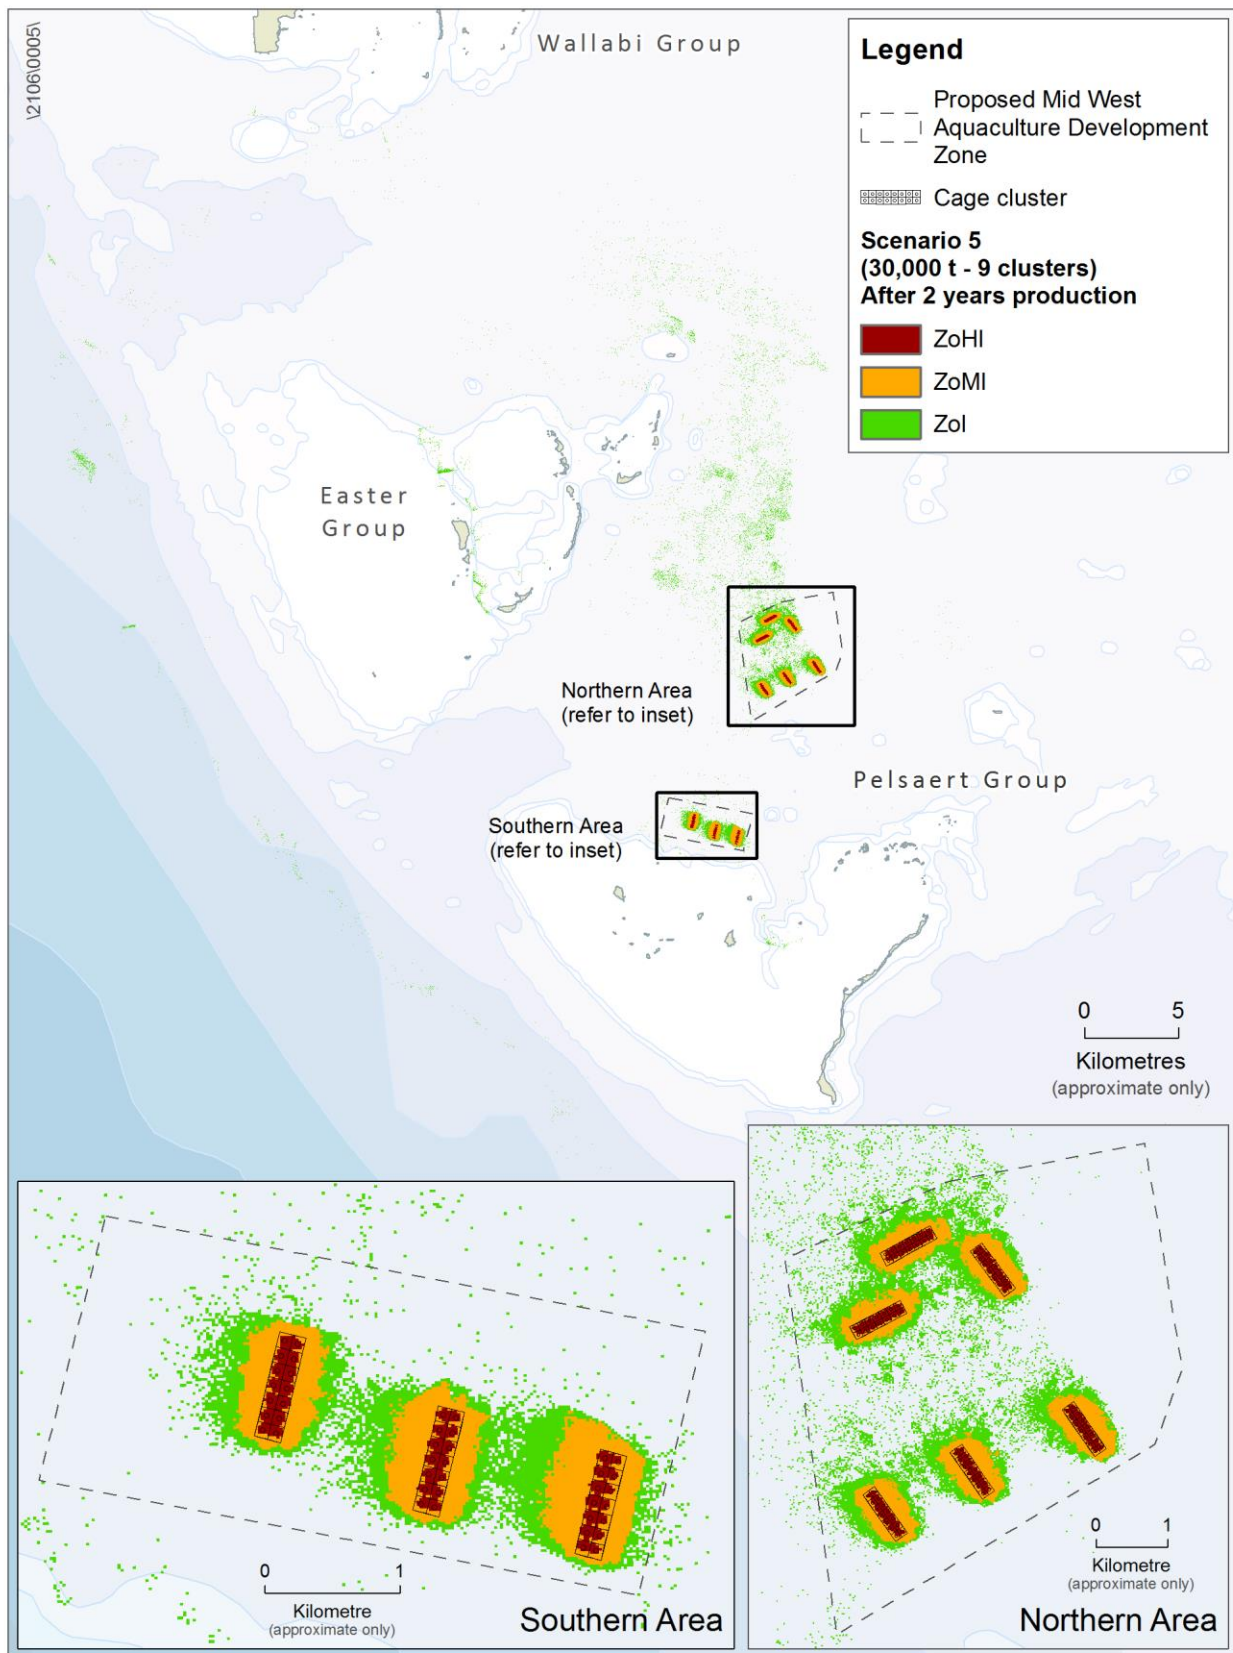 \2106\0005\
Wallabi Group
Legend
Proposed Mid West
Aquaculture Development
Zone
Cage cluster
Scenario 5
(30,000 t - 9 clusters)
After 2 years production
ZoHI
ZoMI
ZoI
Easter
Group
Northern Area
(refer to inset)
Pelsaert Group
Southern Area
(refer to inset)
0 5
Kilometres
(approximate only)
0 1
Kilometre
(approximate only)
Southern Area
0 1
Kilometre
(approximate only)
Northern Area